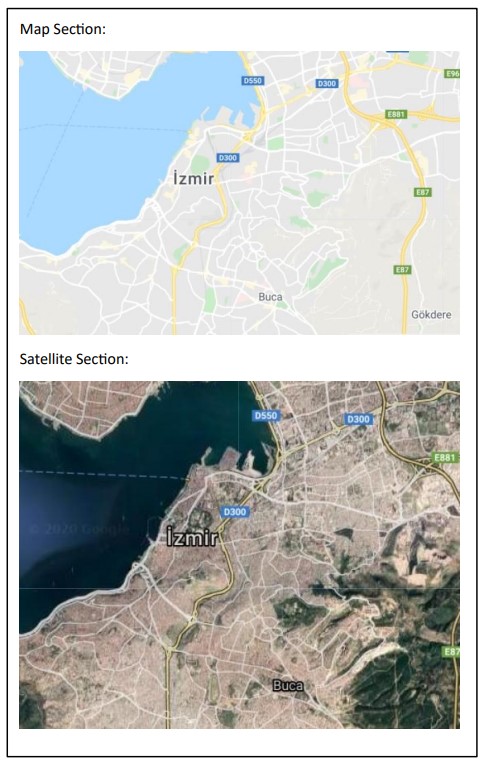 Map Section:
D550
D300
E96
E881
D300
İzmir
E87
E87
Buca
Gökdere
Satellite Section:
D550
D300
E881
D300
© 2020 Google
İzmir
E87
Buca